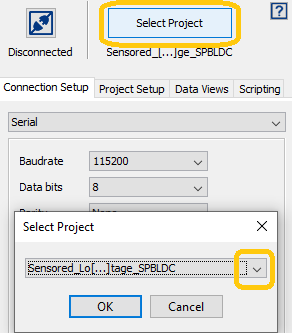 ?
Select Project
Disconnected
Sensored_[...]ge_SPBLDC
Connection Setup Project Setup Data Views Scripting
Serial
Baudrate 115200
Data bits 8
Select Project
Sensored_Lo[...]tage_SPBLDC
OK Cancel